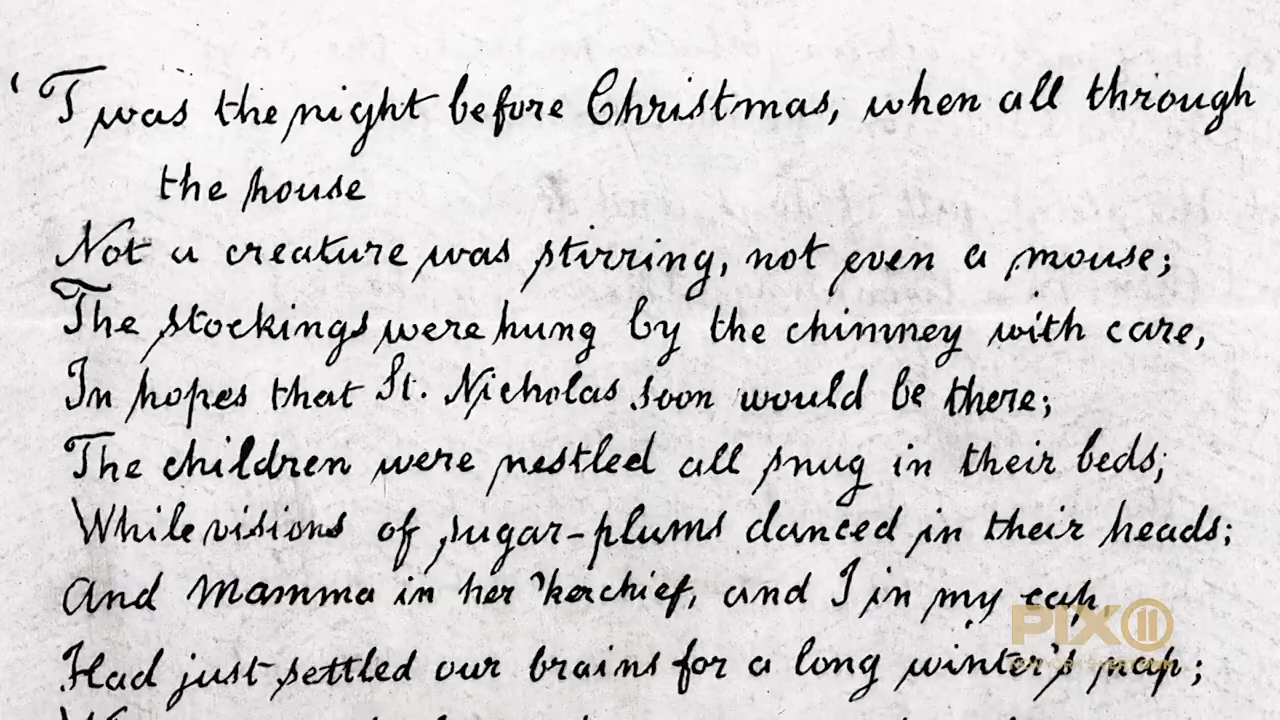 'Twas the night before Christmas, when all through
the house
Not a creature was stirring, not even a mouse;
The stockings were hung by the chimney with care,
In hopes that St. Nicholas soon would be there;
The children were nestled all snug in their beds;
While visions of sugar-plums danced in their heads;
And Mamma in her 'kerchief, and I in my cap,
Had just settled our brains for a long winter's nap;
PIX 11